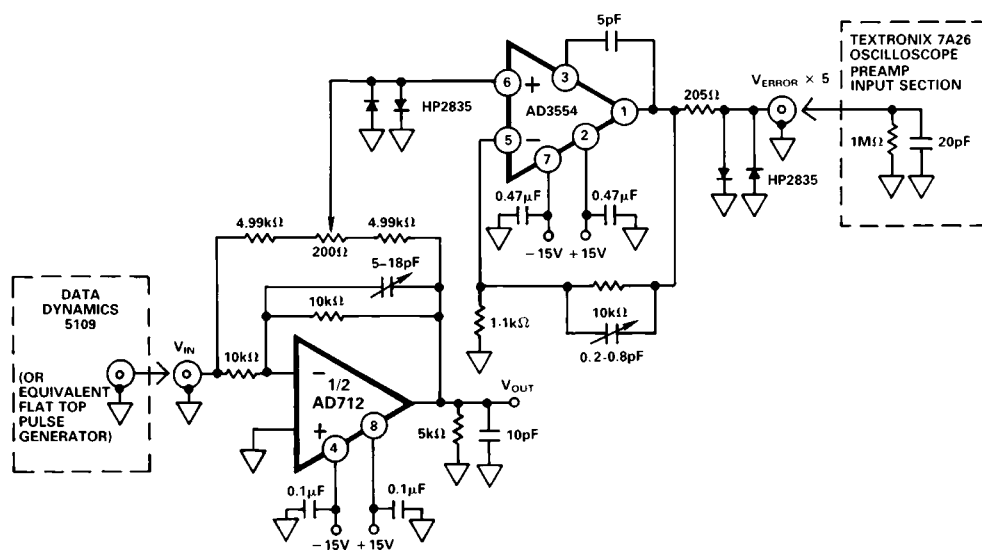 5pF
TEXTRONIX 7A26
OSCILLOSCOPE
PREAMP
INPUT SECTION
VERROR × 5
6
+
3
AD3554
1
HP2835
205Ω
5
−
2
7
1MΩ
20pF
HP2835
0.47µF
0.47µF
−15V +15V
4.99kΩ
4.99kΩ
200Ω
5–18pF
10kΩ
10kΩ
1.1kΩ
0.2-0.8pF
DATA
DYNAMICS
5109
VIN
10kΩ
(OR
EQUIVALENT
FLAT TOP
PULSE
GENERATOR)
−
1/2
AD712
+
8
4
VOUT
5kΩ
10pF
0.1µF
0.1µF
−15V +15V